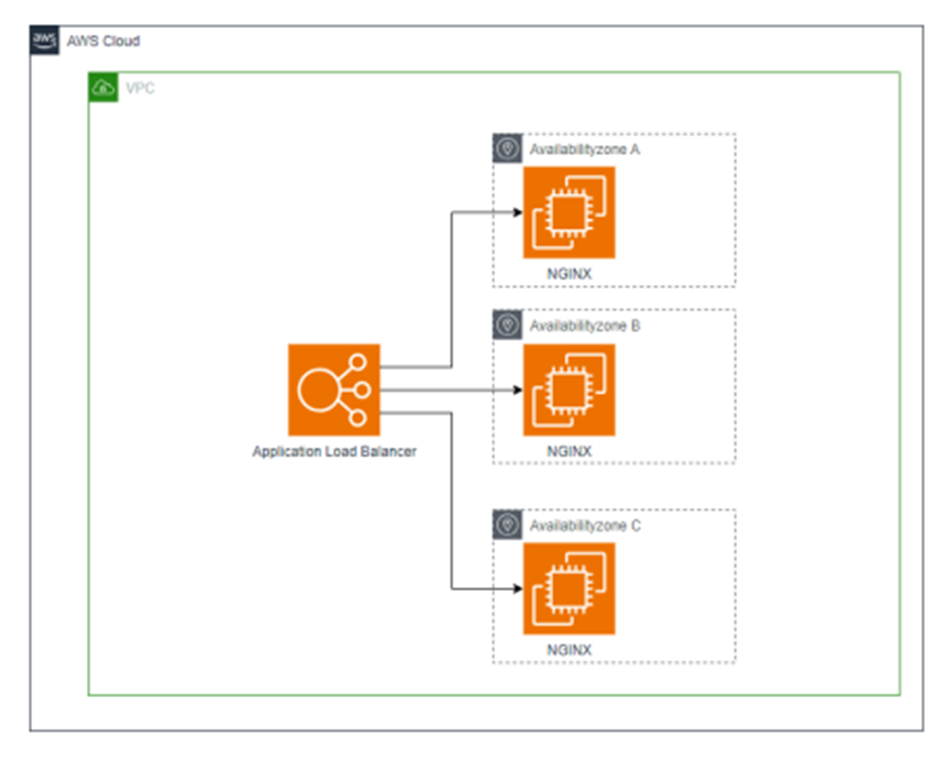 aws
AWS Cloud
VPC
Availabilityzone A
NGINX
Availabilityzone B
NGINX
Application Load Balancer
Availabilityzone C
NGINX